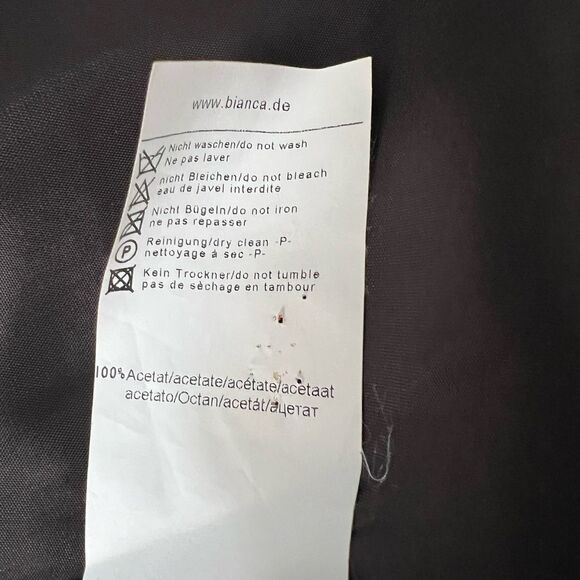 www.bianca.de
Nicht waschen/do not wash
Ne pas laver
nicht Bleichen/do not bleach
eau de javel interdite
Nicht Bügeln/do not iron
ne pas repasser
P Reinigung/dry clean -P-
nettoyage à sec -P-
Kein Trockner/do not tumble
pas de sèchage en tambour
100% Acetat/acetate/acétate/acetaat
acetato/Octan/acetát/ацетат